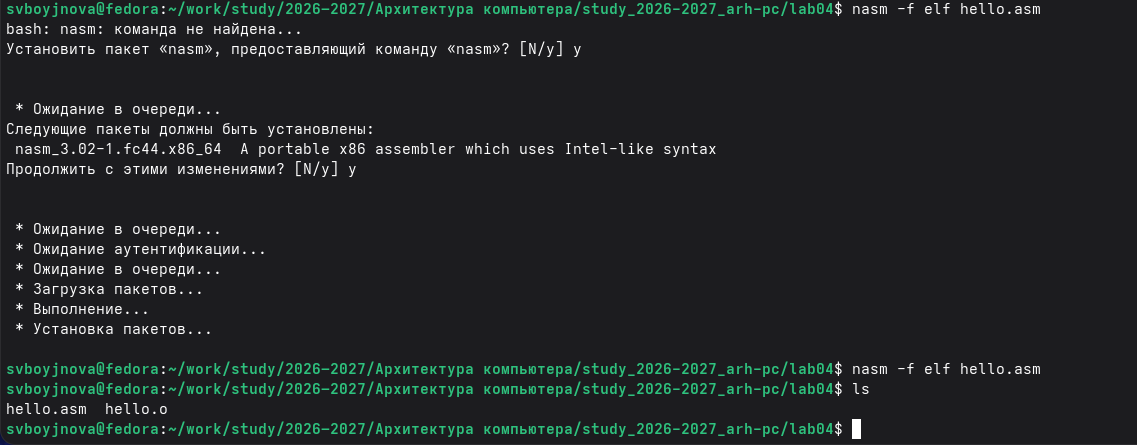 svboyjnova@fedora:~/work/study/2026-2027/Архитектура компьютера/study_2026-2027_arh-pc/lab04$ nasm -f elf hello.asm
bash: nasm: команда не найдена...
Установить пакет «nasm», предоставляющий команду «nasm»? [N/y] y
* Ожидание в очереди...
Следующие пакеты должны быть установлены:
nasm_3.02-1.fc44.x86_64  A portable x86 assembler which uses Intel-like syntax
Продолжить с этими изменениями? [N/y] y
* Ожидание в очереди...
* Ожидание аутентификации...
* Ожидание в очереди...
* Загрузка пакетов...
* Выполнение...
* Установка пакетов...
svboyjnova@fedora:~/work/study/2026-2027/Архитектура компьютера/study_2026-2027_arh-pc/lab04$ nasm -f elf hello.asm
svboyjnova@fedora:~/work/study/2026-2027/Архитектура компьютера/study_2026-2027_arh-pc/lab04$ ls
hello.asm  hello.o
svboyjnova@fedora:~/work/study/2026-2027/Архитектура компьютера/study_2026-2027_arh-pc/lab04$